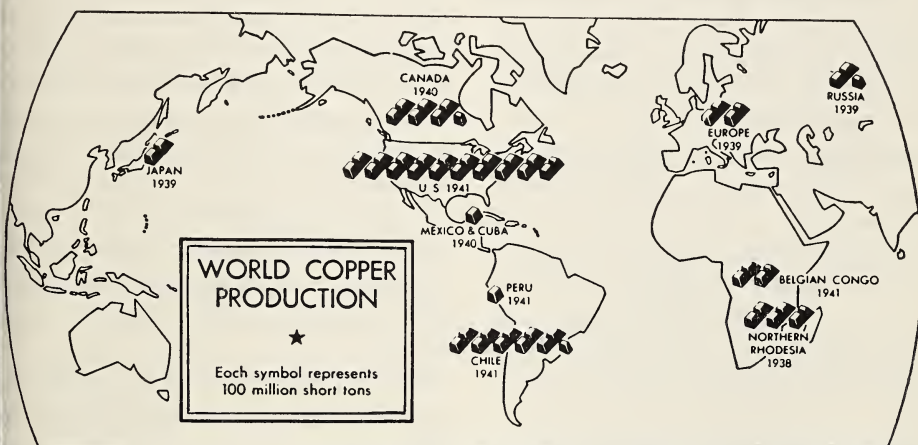 CANADA
1940
RUSSIA
1939
EUROPE
1939
JAPAN
1939
U S 1941
MEXICO & CUBA
1940
WORLD COPPER
PRODUCTION
★
Each symbol represents
100 million short tons
PERU
1941
BELGIAN CONGO
1941
CHILE
1941
NORTHERN
RHODESIA
1938